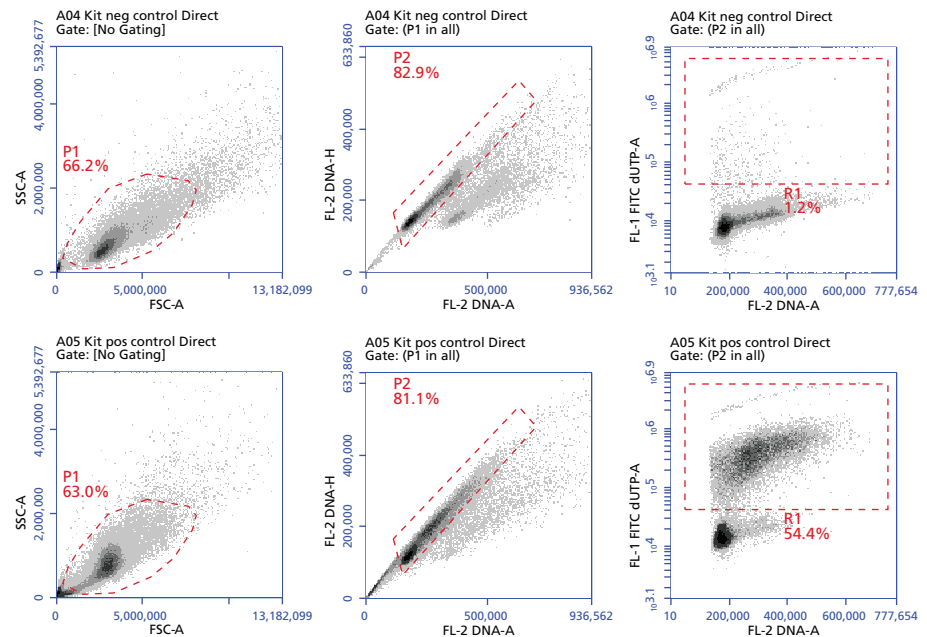 A04 Kit neg control Direct
Gate: [No Gating]
SSC-A
5,392,677
4,000,000
2,000,000
0
P1
66.2%
0
5,000,000
13,182,099
FSC-A
A04 Kit neg control Direct
Gate: (P1 in all)
FL-2 DNA-H
633,860
400,000
200,000
0
P2
82.9%
0
500,000
936,562
FL-2 DNA-A
A04 Kit neg control Direct
Gate: (P2 in all)
FL-1 FITC dUTP-A
10 6.9
10 6
10 5
10 4
10 3.1
R1
1.2%
10
200,000
400,000
600,000
777,654
FL-2 DNA-A
A05 Kit pos control Direct
Gate: [No Gating]
SSC-A
5,392,677
4,000,000
2,000,000
0
P1
63.0%
0
5,000,000
13,182,099
FSC-A
A05 Kit pos control Direct
Gate: (P1 in all)
FL-2 DNA-H
633,860
400,000
200,000
0
P2
81.1%
0
500,000
936,562
FL-2 DNA-A
A05 Kit pos control Direct
Gate: (P2 in all)
FL-1 FITC dUTP-A
10 6.9
10 6
10 5
10 4
10 3.1
R1
54.4%
10
200,000
400,000
600,000
777,654
FL-2 DNA-A